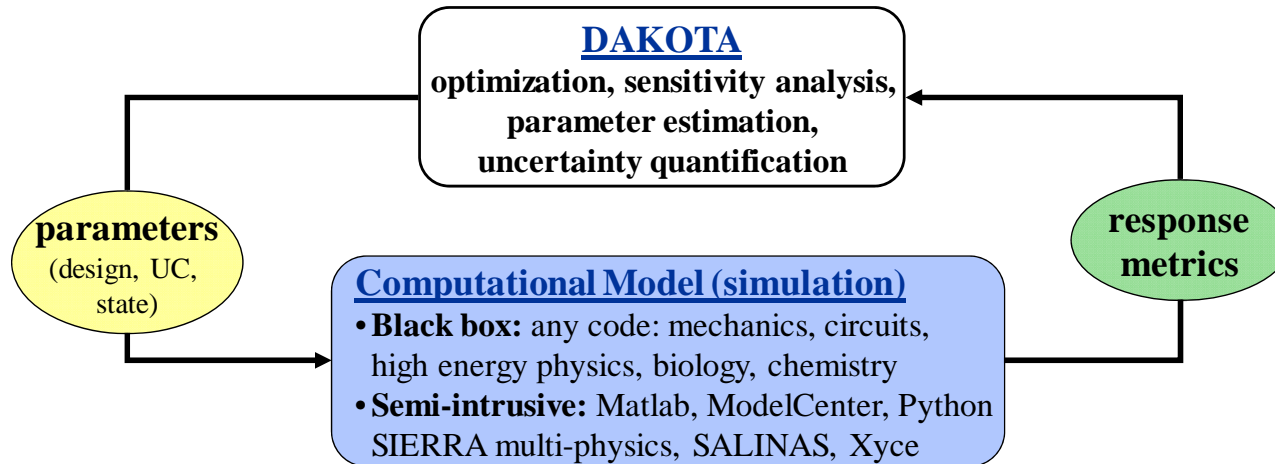 DAKOTA
optimization, sensitivity analysis,
parameter estimation,
uncertainty quantification
parameters
(design, UC,
state)
response
metrics
Computational Model (simulation)
• Black box: any code: mechanics, circuits,
high energy physics, biology, chemistry
• Semi-intrusive: Matlab, ModelCenter, Python
SIERRA multi-physics, SALINAS, Xyce